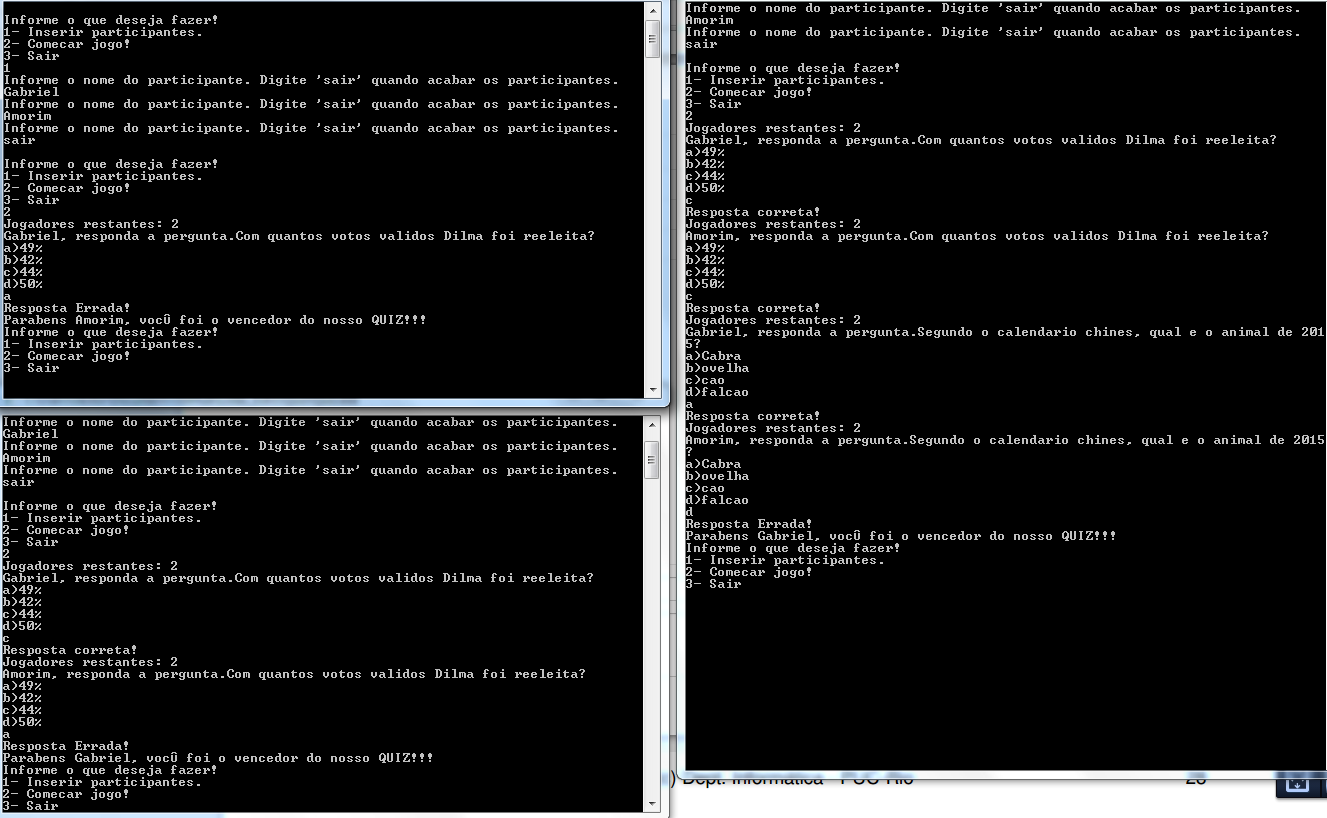 Informe o que deseja fazer!
1- Inserir participantes.
2- Comecar jogo!
3- Sair
1
Informe o nome do participante. Digite 'sair' quando acabar os participantes.
Gabriel
Informe o nome do participante. Digite 'sair' quando acabar os participantes.
Amorim
Informe o nome do participante. Digite 'sair' quando acabar os participantes.
sair
Informe o que deseja fazer!
1- Inserir participantes.
2- Comecar jogo!
3- Sair
2
Jogadores restantes: 2
Gabriel, responda a pergunta.Com quantos votos validos Dilma foi reeleita?
a)49%
b)42%
c)44%
d)50%
a
Resposta Errada!
Parabens Amorim, vocÛ foi o vencedor do nosso QUIZ!!!
Informe o que deseja fazer!
1- Inserir participantes.
2- Comecar jogo!
3- Sair
Informe o nome do participante. Digite 'sair' quando acabar os participantes.
Gabriel
Informe o nome do participante. Digite 'sair' quando acabar os participantes.
Amorim
Informe o nome do participante. Digite 'sair' quando acabar os participantes.
sair
Informe o que deseja fazer!
1- Inserir participantes.
2- Comecar jogo!
3- Sair
2
Jogadores restantes: 2
Gabriel, responda a pergunta.Com quantos votos validos Dilma foi reeleita?
a)49%
b)42%
c)44%
d)50%
c
Resposta correta!
Jogadores restantes: 2
Amorim, responda a pergunta.Com quantos votos validos Dilma foi reeleita?
a)49%
b)42%
c)44%
d)50%
a
Resposta Errada!
Parabens Gabriel, vocÛ foi o vencedor do nosso QUIZ!!!
Informe o que deseja fazer!
1- Inserir participantes.
2- Comecar jogo!
3- Sair
Informe o nome do participante. Digite 'sair' quando acabar os participantes.
Amorim
Informe o nome do participante. Digite 'sair' quando acabar os participantes.
sair
Informe o que deseja fazer!
1- Inserir participantes.
2- Comecar jogo!
3- Sair
2
Jogadores restantes: 2
Gabriel, responda a pergunta.Com quantos votos validos Dilma foi reeleita?
a)49%
b)42%
c)44%
d)50%
c
Resposta correta!
Jogadores restantes: 2
Amorim, responda a pergunta.Com quantos votos validos Dilma foi reeleita?
a)49%
b)42%
c)44%
d)50%
c
Resposta correta!
Jogadores restantes: 2
Gabriel, responda a pergunta.Segundo o calendario chines, qual e o animal de 201
5?
a)Cabra
b)ovelha
c)cao
d)falcao
a
Resposta correta!
Jogadores restantes: 2
Amorim, responda a pergunta.Segundo o calendario chines, qual e o animal de 2015
?
a)Cabra
b)ovelha
c)cao
d)falcao
d
Resposta Errada!
Parabens Gabriel, vocÛ foi o vencedor do nosso QUIZ!!!
Informe o que deseja fazer!
1- Inserir participantes.
2- Comecar jogo!
3- Sair
) Dept. Informática